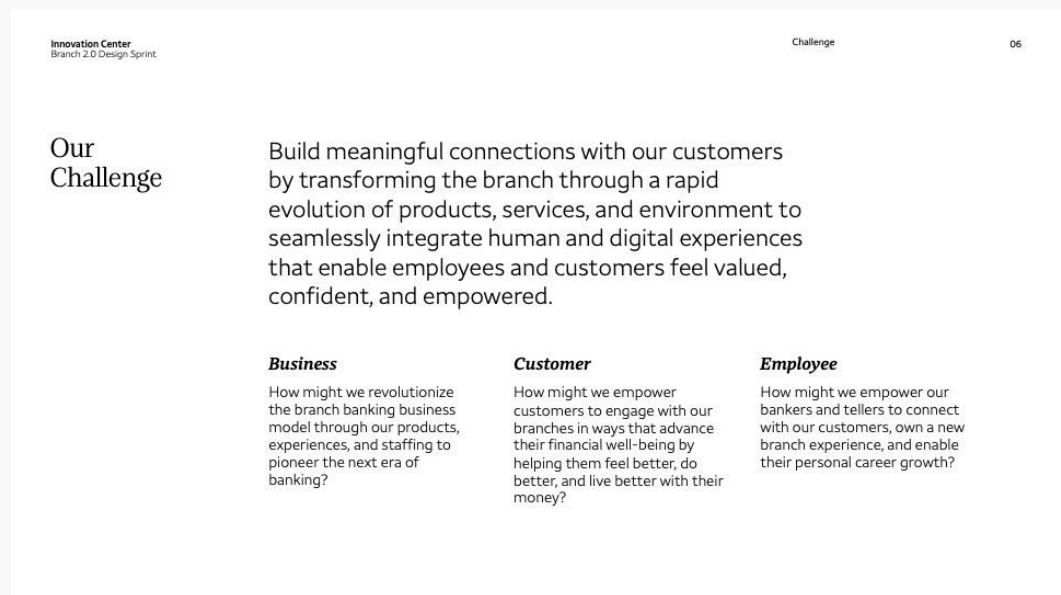 Innovation Center
Branch 2.0 Design Sprint
Challenge
06
Our
Challenge
Build meaningful connections with our customers
by transforming the branch through a rapid
evolution of products, services, and environment to
seamlessly integrate human and digital experiences
that enable employees and customers feel valued,
confident, and empowered.
Business
How might we revolutionize
the branch banking business
model through our products,
experiences, and staffing to
pioneer the next era of
banking?
Customer
How might we empower
customers to engage with our
branches in ways that advance
their financial well-being by
helping them feel better, do
better, and live better with their
money?
Employee
How might we empower our
bankers and tellers to connect
with our customers, own a new
branch experience, and enable
their personal career growth?